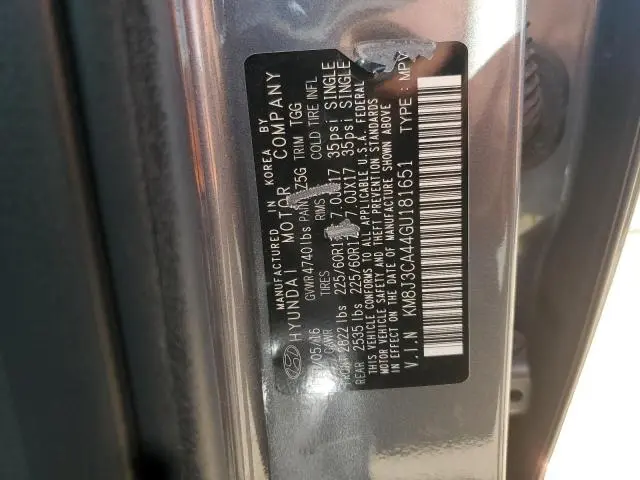 MANUFACTURED IN KOREA BY
HYUNDAI MOTOR COMPANY
/05/16 GVWR 4740 lbs Z5G TRIM TGG
GAWR TIRES RIMS COLD TIRE INFL
2822 lbs 225/60R17 7.0JX17 35psi SINGLE
REAR 2535 lbs 225/60R17 7.0JX17 35psi SINGLE
THIS VEHICLE CONFORMS TO ALL APPLICABLE U.S.A. FEDERAL
MOTOR VEHICLE SAFETY AND THEFT PREVENTION STANDARDS
IN EFFECT ON THE DATE OF MANUFACTURE SHOWN ABOVE
V.I.N KM8J3CA44GU181651 TYPE : MPV